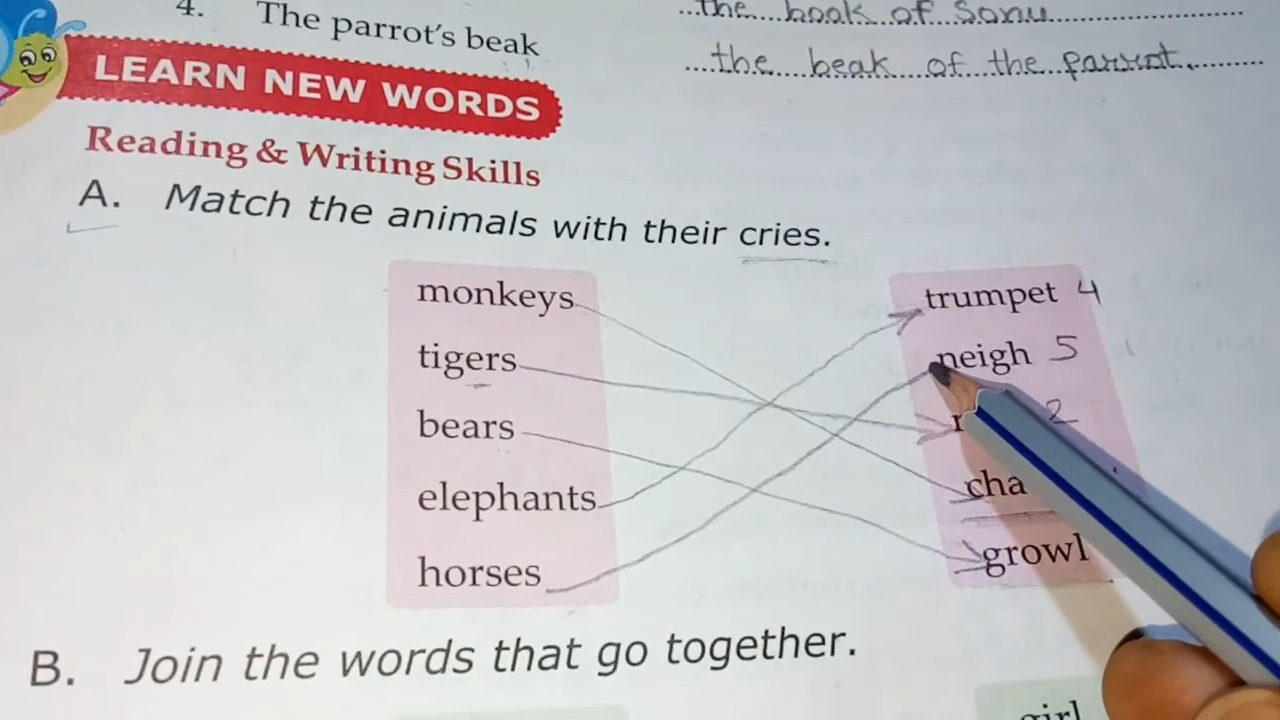 4. The parrot's beak
...the book of Sonu...
...the beak of the parrot...
LEARN NEW WORDS
Reading & Writing Skills
A. Match the animals with their cries.
monkeys trumpet 4
tigers neigh 5
bears 2
elephants
horses growl
B. Join the words that go together.
girl